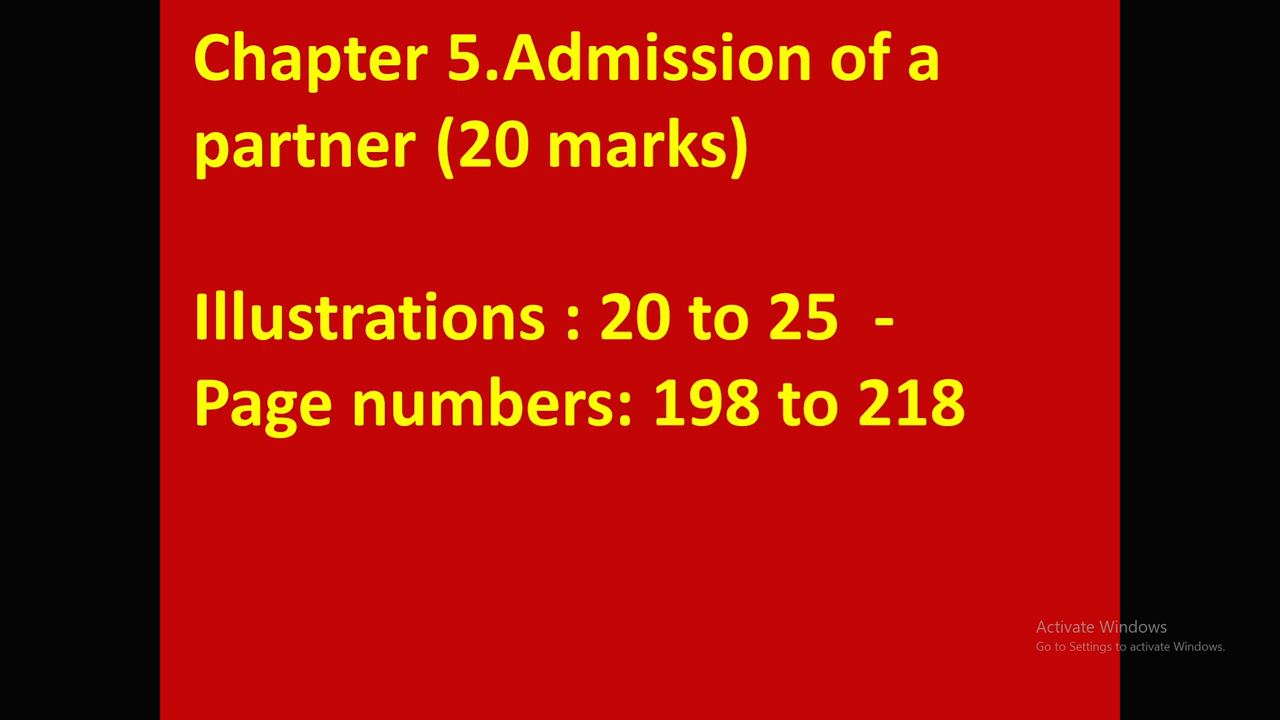 Chapter 5.Admission of a
partner (20 marks)
Illustrations : 20 to 25 -
Page numbers: 198 to 218
Activate Windows
Go to Settings to activate Windows.